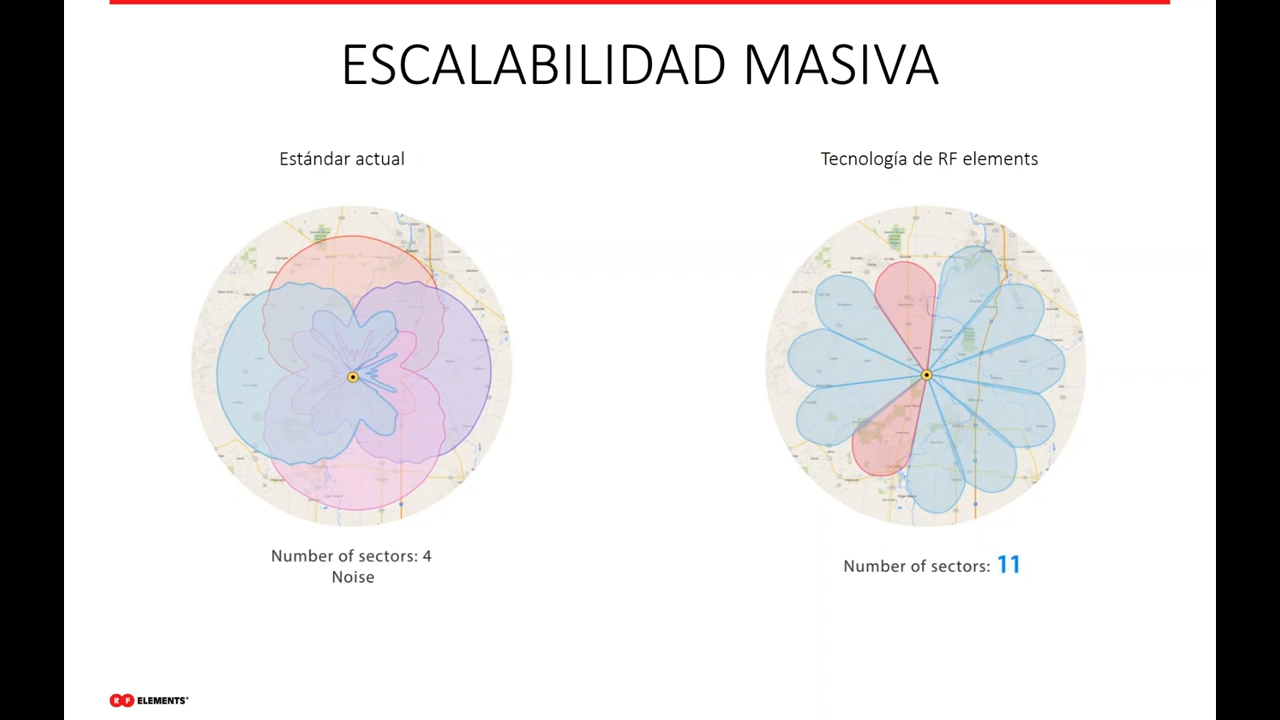 ESCALABILIDAD MASIVA
Estándar actual
Tecnología de RF elements
Number of sectors: 4
Noise
Number of sectors: 11
RF ELEMENTS